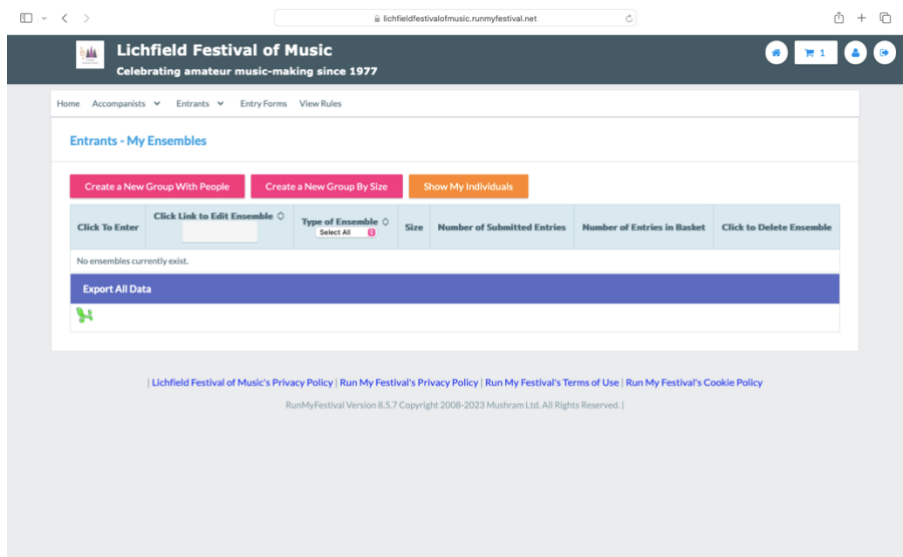 lichfieldfestivalofmusic.runmyfestival.net
Lichfield Festival of Music
Celebrating amateur music-making since 1977
1
Home Accompanists Entrants Entry Forms View Rules
Entrants - My Ensembles
Create a New Group With People Create a New Group By Size Show My Individuals
Click To Enter Click Link to Edit Ensemble Type of Ensemble Size Number of Submitted Entries Number of Entries in Basket Click to Delete Ensemble
Select All
No ensembles currently exist.
Export All Data
| Lichfield Festival of Music's Privacy Policy | Run My Festival's Privacy Policy | Run My Festival's Terms of Use | Run My Festival's Cookie Policy
RunMyFestival Version 8.5.7 Copyright 2008-2023 Mushram Ltd. All Rights Reserved. |